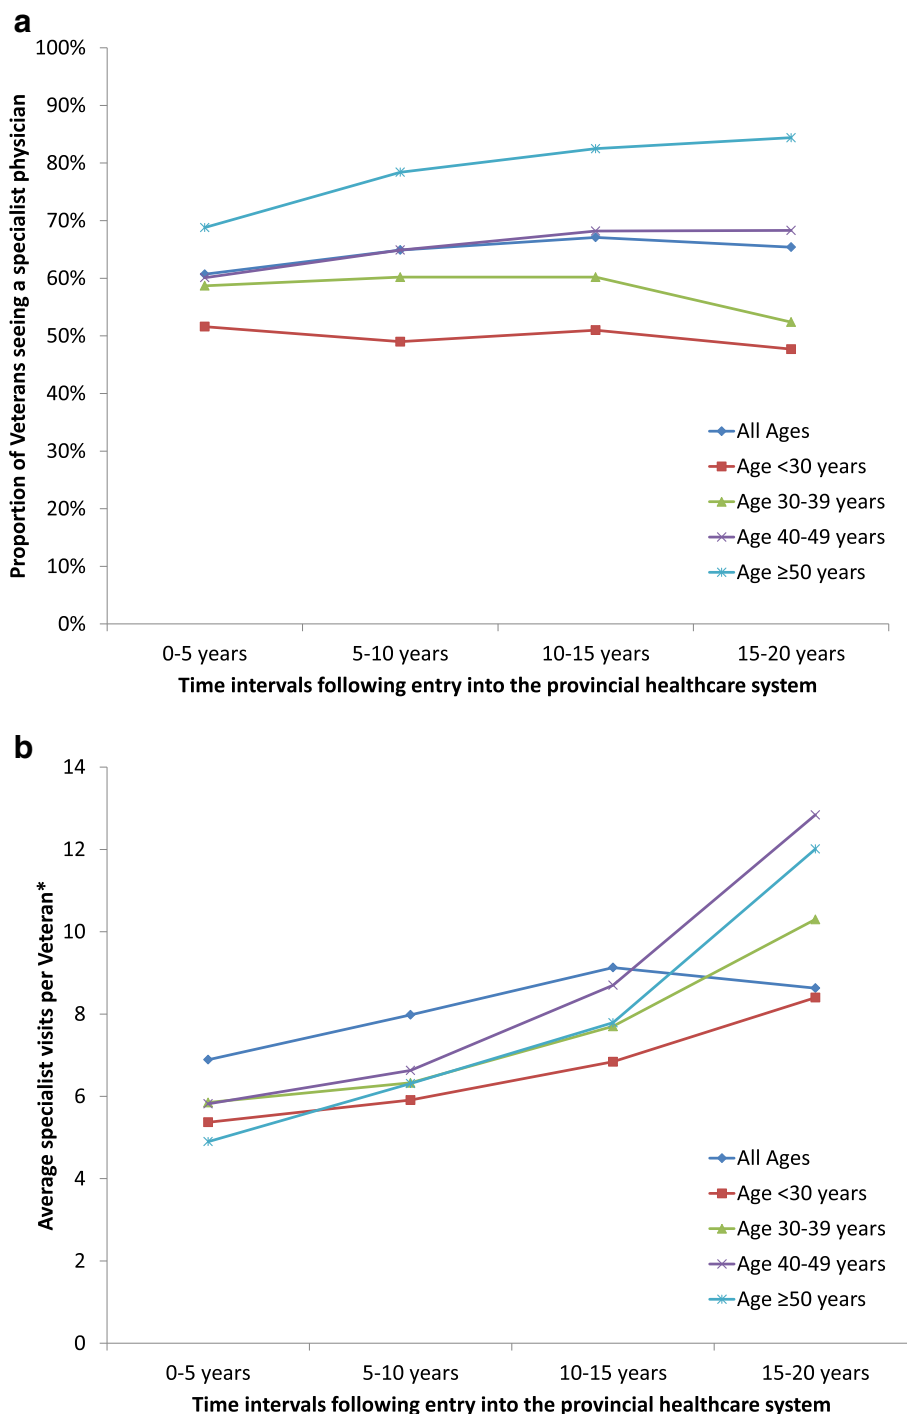 a
Proportion of Veterans seeing a specialist physician
100%
90%
80%
70%
60%
50%
40%
30%
20%
10%
0%
All Ages
Age <30 years
Age 30-39 years
Age 40-49 years
Age ≥50 years
0-5 years 5-10 years 10-15 years 15-20 years
Time intervals following entry into the provincial healthcare system
b
Average specialist visits per Veteran*
14
12
10
8
6
4
2
0
All Ages
Age <30 years
Age 30-39 years
Age 40-49 years
Age ≥50 years
0-5 years 5-10 years 10-15 years 15-20 years
Time intervals following entry into the provincial healthcare system